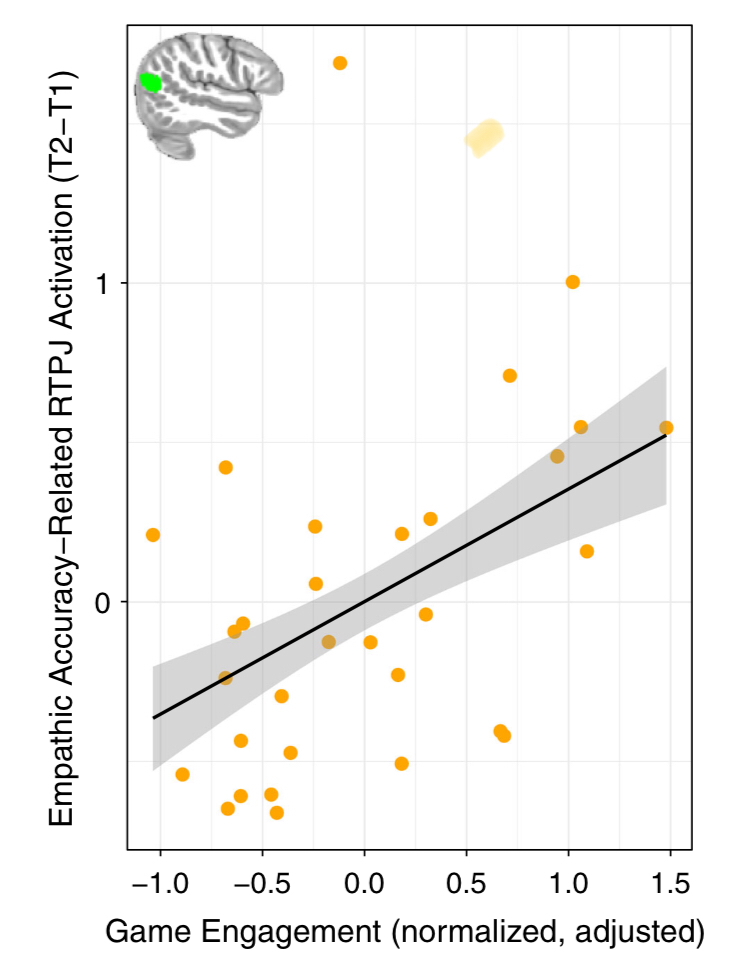 Empathic Accuracy−Related RTPJ Activation (T2−T1)
1
0
−1.0 −0.5 0.0 0.5 1.0 1.5
Game Engagement (normalized, adjusted)